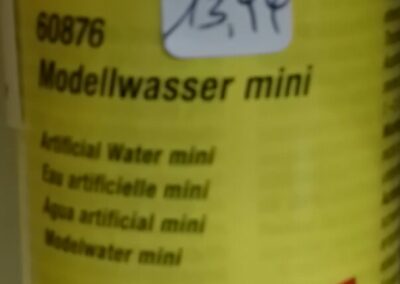 13,99
60876
Modellwasser mini
Artificial Water mini
Eau artificielle mini
Agua artificial mini
Modelwater mini